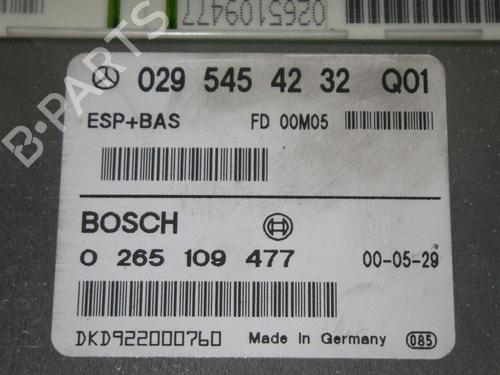 0265109477
029 545 42 32 Q01
ESP+BAS FD 00M05
BOSCH
0 265 109 477 00-05-29
DKD922000760 Made in Germany 085
B-PARTS